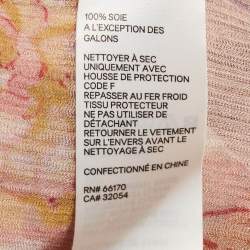 100% SOIE
A L'EXCEPTION DES
GALONS
NETTOYER À SEC
UNIQUEMENT AVEC
HOUSSE DE PROTECTION
CODE F
REPASSER AU FER FROID
TISSU PROTECTEUR
NE PAS UTILISER DE
DÉTACHANT
RETOURNER LE VETEMENT
SUR L'ENVERS AVANT LE
NETTOYAGE À SEC
CONFECTIONNÉ EN CHINE
RN# 66170
CA# 32054